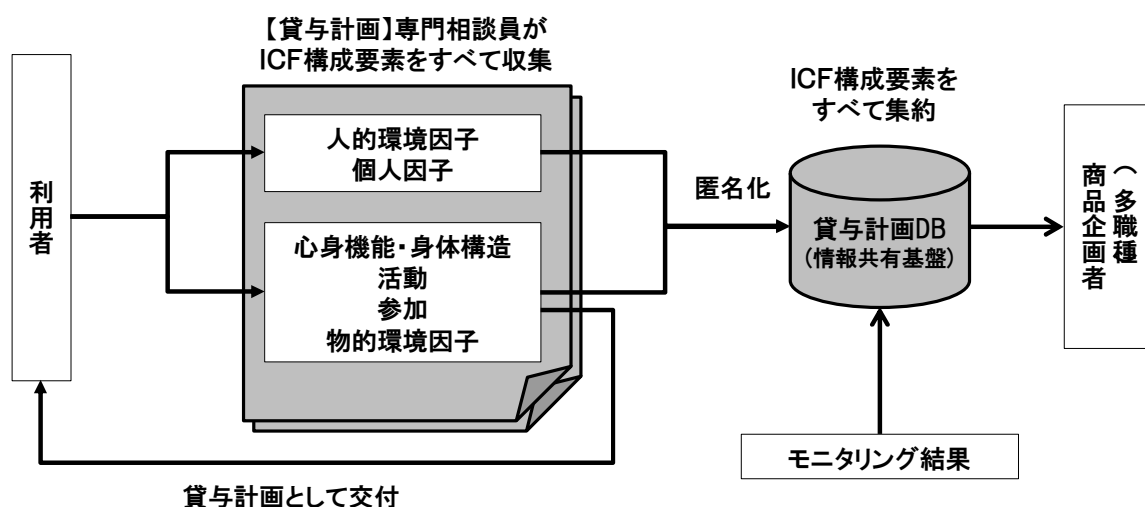 【貸与計画】専門相談員が
ICF構成要素をすべて収集
利用者
人的環境因子
個人因子
心身機能・身体構造
活動
参加
物的環境因子
貸与計画として交付
匿名化
ICF構成要素を
すべて集約
貸与計画DB
(情報共有基盤)
モニタリング結果
(多職種
商品企画者